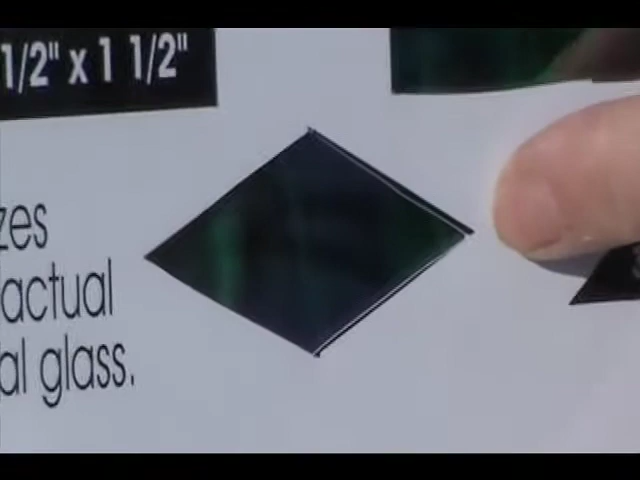 1/2" x 1 1/2"
zes
actual
al glass.